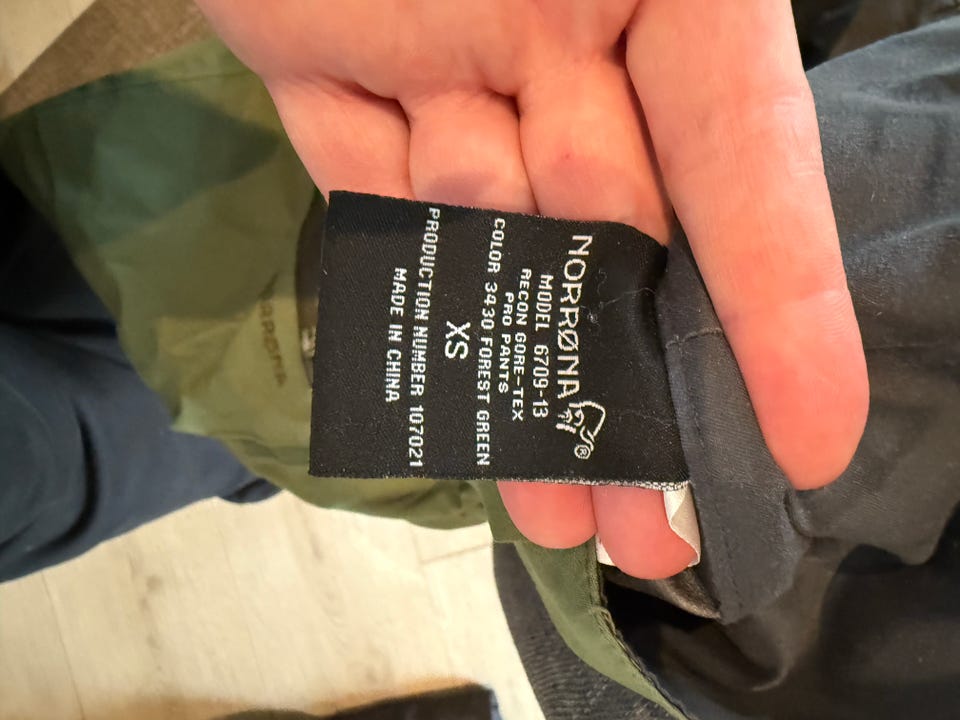 NORRØNA®
MODEL 6709-13
RECON GORE-TEX
PRO PANTS
COLOR 3430 FOREST GREEN
XS
PRODUCTION NUMBER 107021
MADE IN CHINA